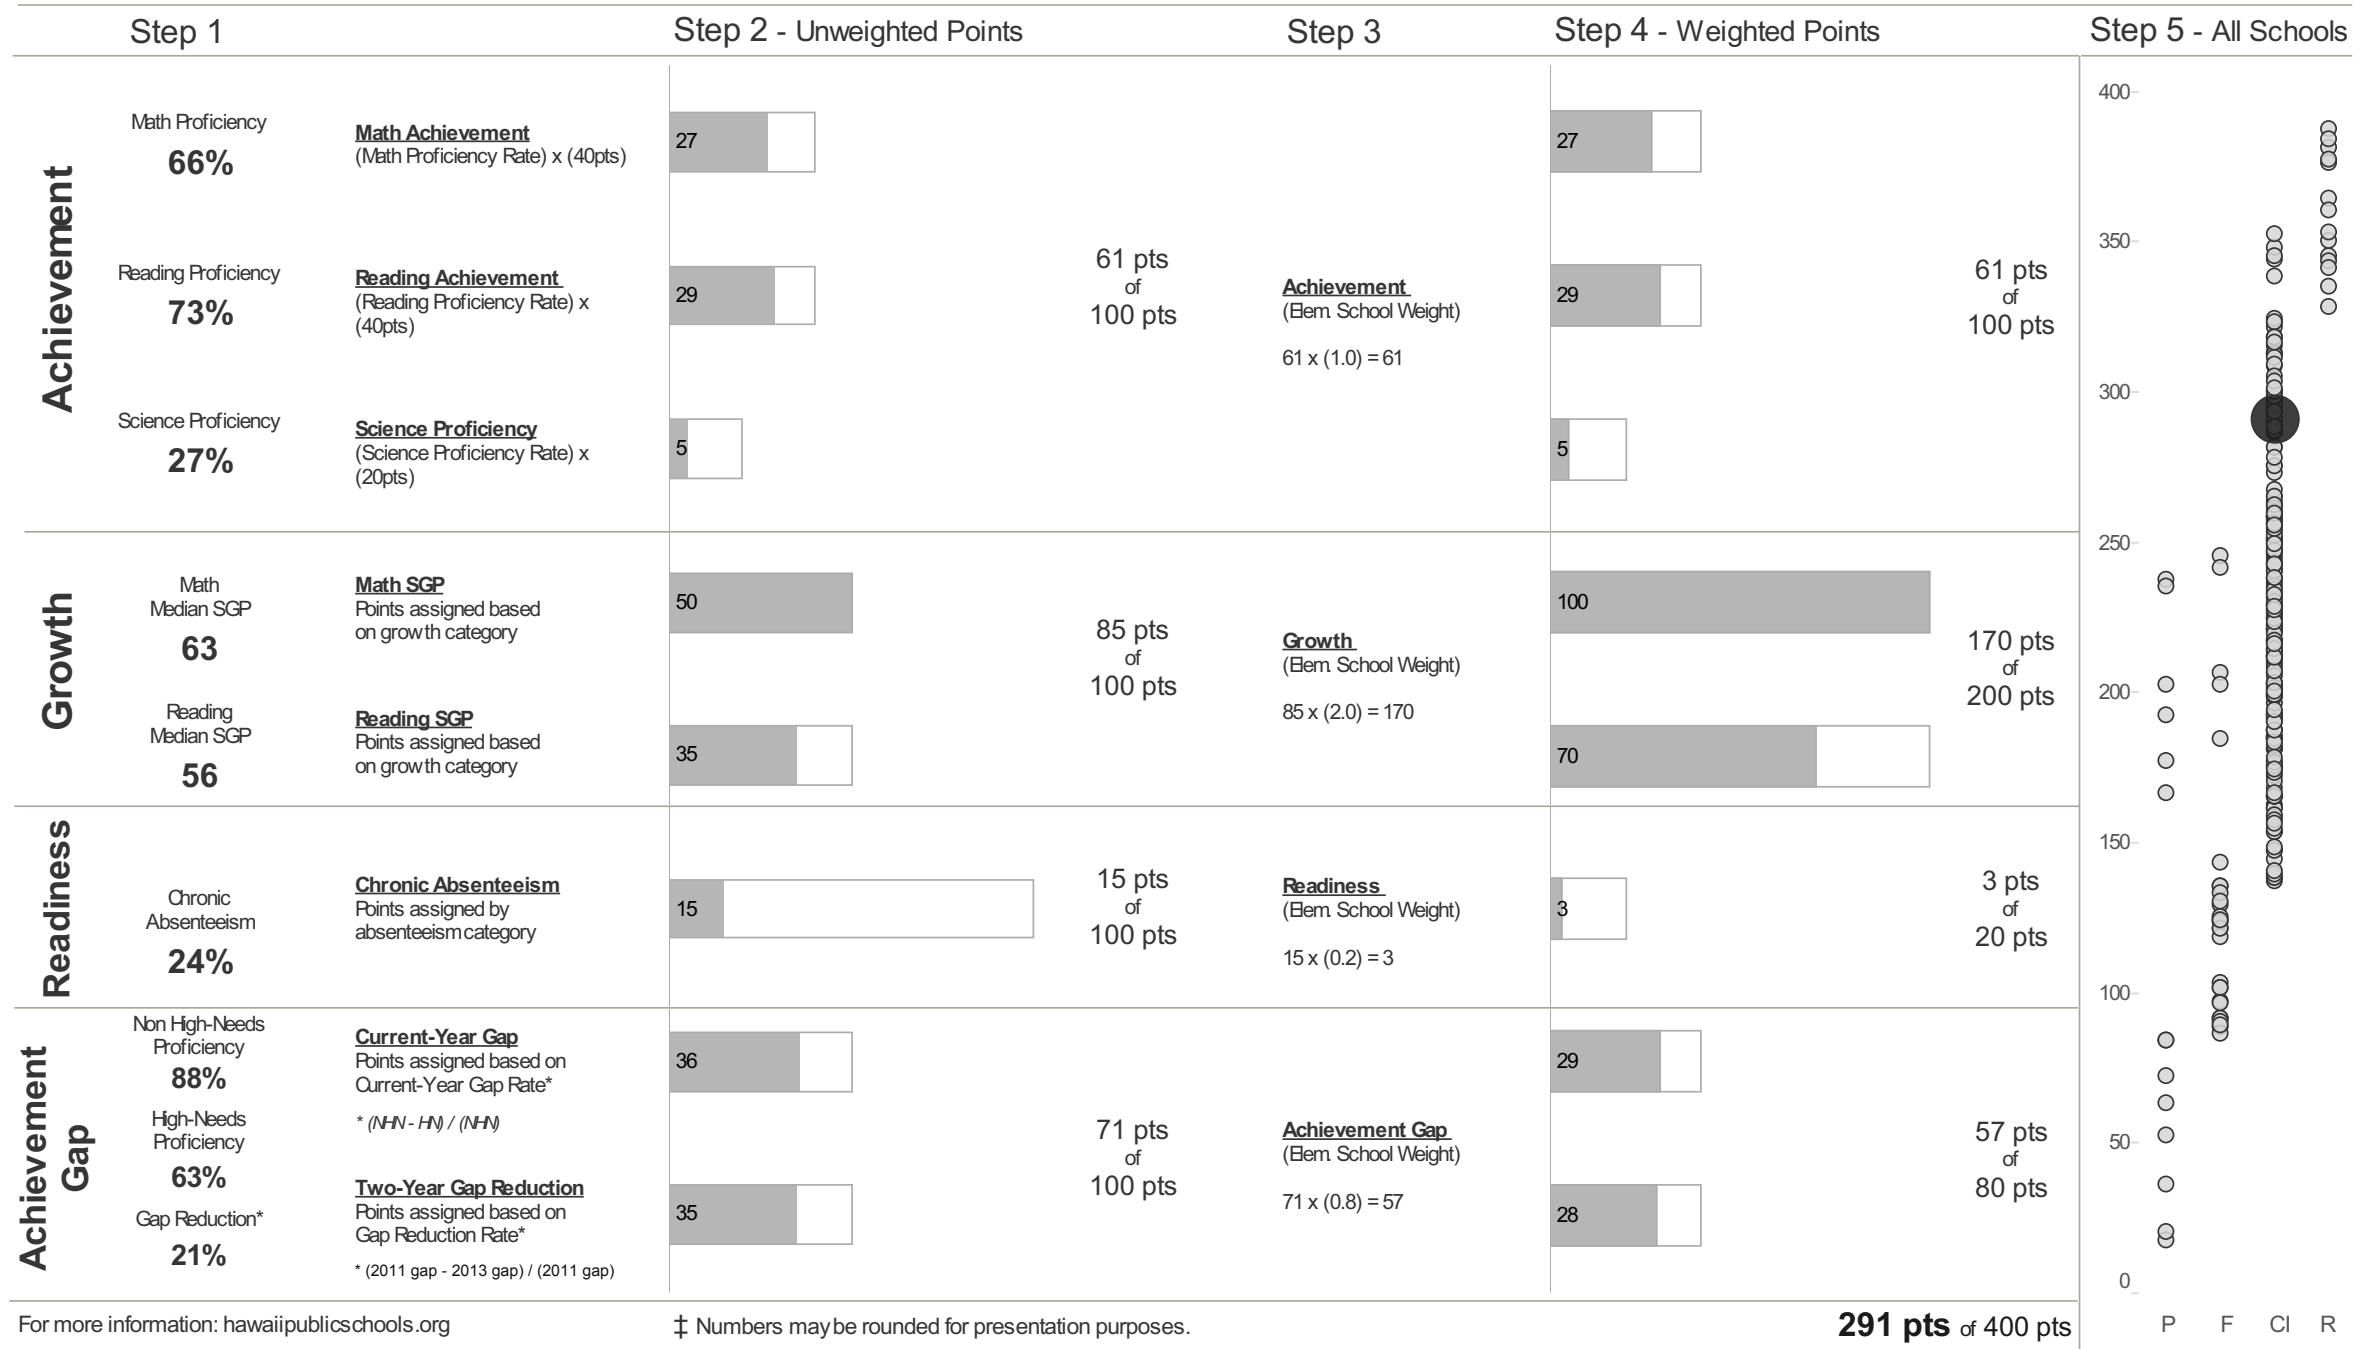 Step 1
Step 2 - Unweighted Points
Step 3
Step 4 - Weighted Points
Step 5 - All Schools
Achievement
Math Proficiency
66%
Math Achievement
(Math Proficiency Rate) x (40pts)
27
27
Reading Proficiency
73%
Reading Achievement
(Reading Proficiency Rate) x
(40pts)
29
61 pts
of
100 pts
Achievement
(Elem. School Weight)
61 x (1.0) = 61
29
61 pts
of
100 pts
Science Proficiency
27%
Science Proficiency
(Science Proficiency Rate) x
(20pts)
5
5
Growth
Math
Median SGP
63
Math SGP
Points assigned based
on growth category
50
85 pts
of
100 pts
Growth
(Elem. School Weight)
85 x (2.0) = 170
100
170 pts
of
200 pts
Reading
Median SGP
56
Reading SGP
Points assigned based
on growth category
35
70
Readiness
Chronic
Absenteeism
24%
Chronic Absenteeism
Points assigned by
absenteeism category
15
15 pts
of
100 pts
Readiness
(Elem. School Weight)
15 x (0.2) = 3
3
3 pts
of
20 pts
Achievement
Gap
Non High-Needs
Proficiency
88%
High-Needs
Proficiency
63%
Gap Reduction*
21%
Current-Year Gap
Points assigned based on
Current-Year Gap Rate*
* (NHN - HN) / (NHN)
Two-Year Gap Reduction
Points assigned based on
Gap Reduction Rate*
* (2011 gap - 2013 gap) / (2011 gap)
36
35
71 pts
of
100 pts
Achievement Gap
(Elem. School Weight)
71 x (0.8) = 57
29
28
57 pts
of
80 pts
400
350
300
250
200
150
100
50
0
P F CI R
For more information: hawaiipublicschools.org
‡ Numbers may be rounded for presentation purposes.
291 pts of 400 pts